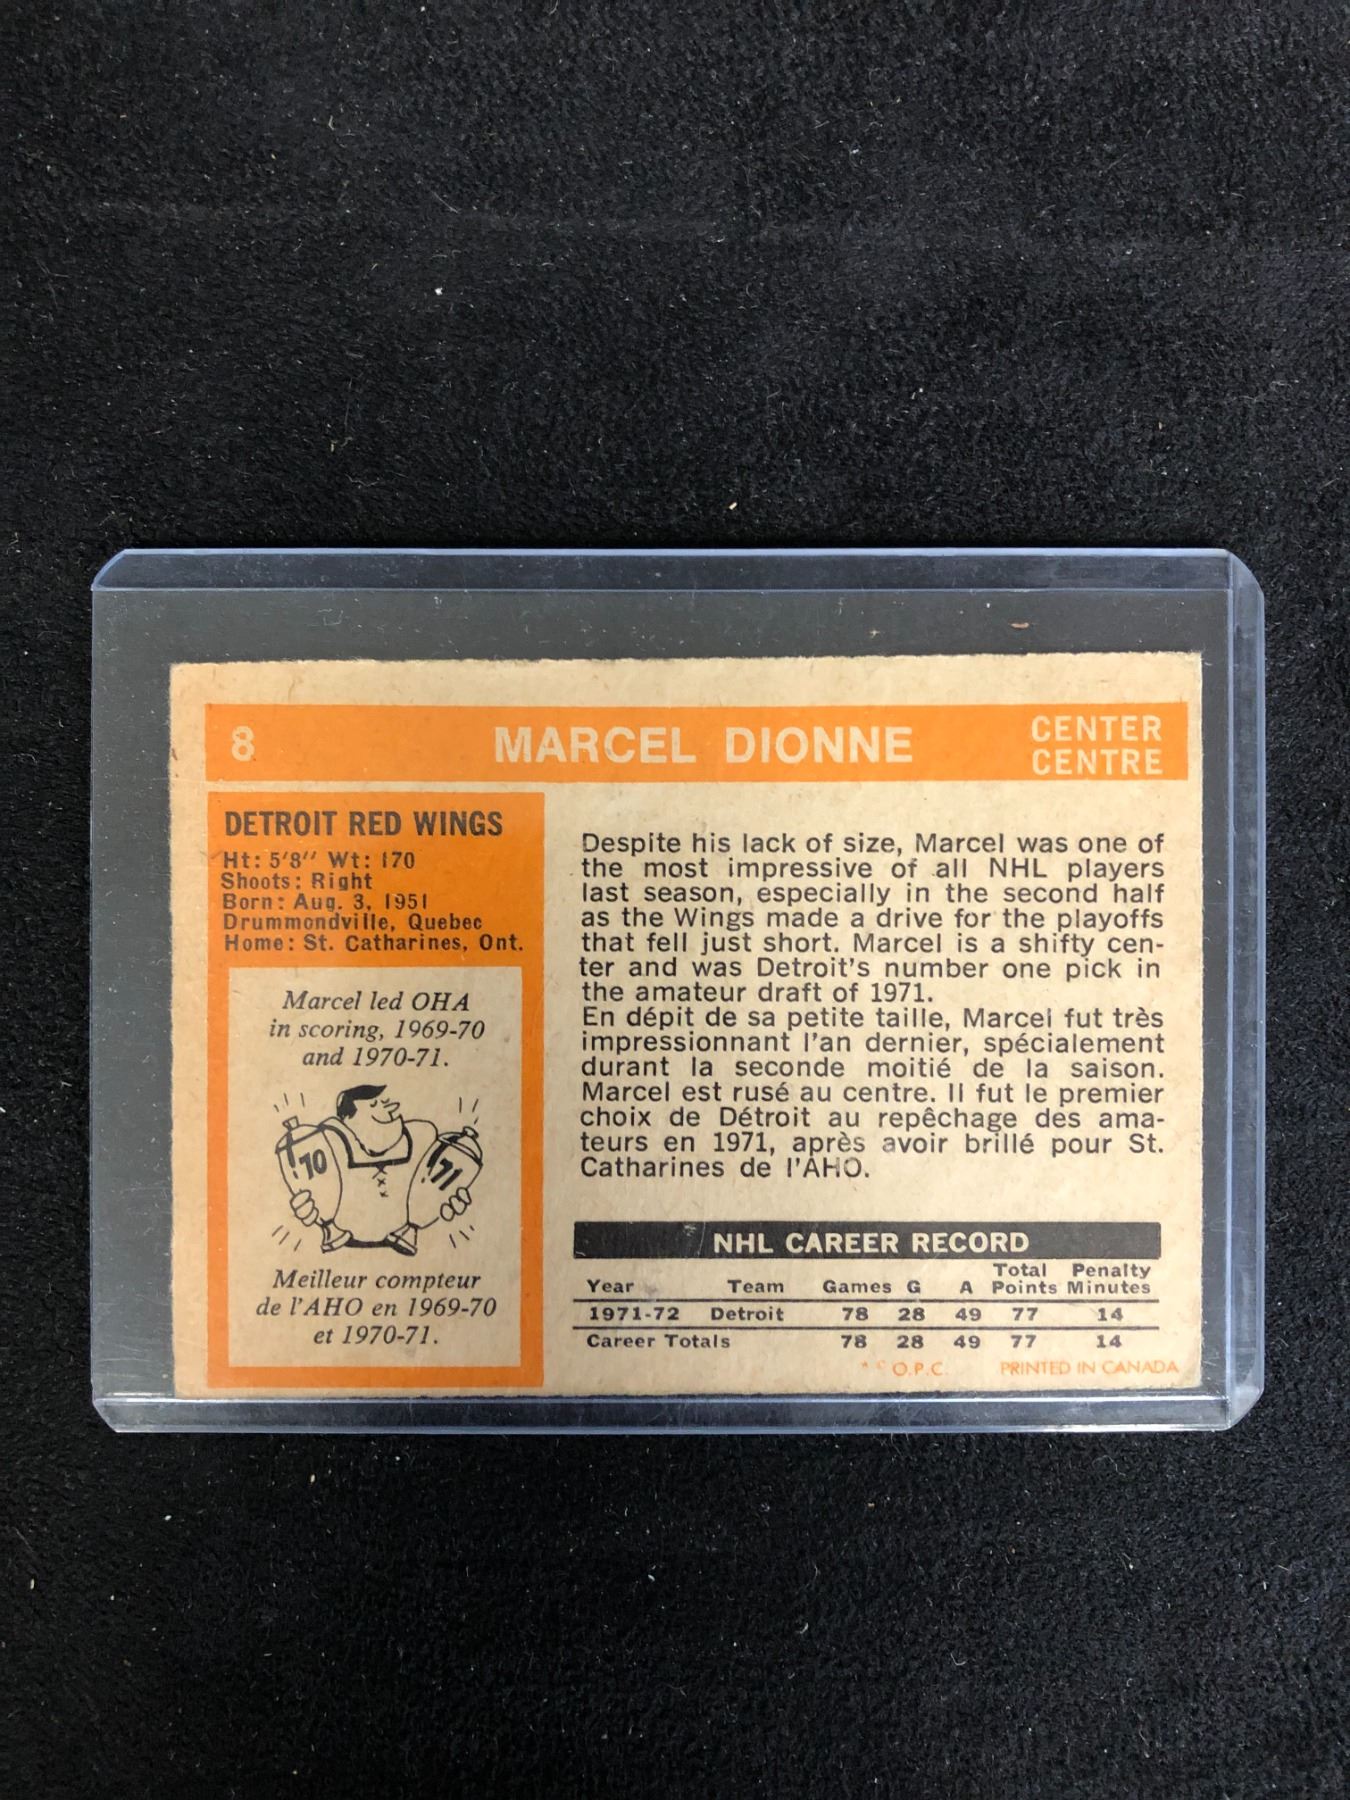 8 MARCEL DIONNE CENTER
CENTRE
DETROIT RED WINGS
Ht: 5'8'' Wt: 170
Shoots: Right
Born: Aug. 3, 1951
Drummondville, Quebec
Home: St. Catharines, Ont.
Marcel led OHA
in scoring, 1969-70
and 1970-71.
'70 '71
Meilleur compteur
de l'AHO en 1969-70
et 1970-71.
Despite his lack of size, Marcel was one of
the most impressive of all NHL players
last season, especially in the second half
as the Wings made a drive for the playoffs
that fell just short. Marcel is a shifty cen-
ter and was Detroit's number one pick in
the amateur draft of 1971.
En dépit de sa petite taille, Marcel fut très
impressionnant l'an dernier, spécialement
durant la seconde moitié de la saison.
Marcel est rusé au centre. Il fut le premier
choix de Détroit au repêchage des ama-
teurs en 1971, après avoir brillé pour St.
Catharines de l'AHO.
NHL CAREER RECORD
Total Penalty
Year Team Games G A Points Minutes
1971-72 Detroit 78 28 49 77 14
Career Totals 78 28 49 77 14
* © O.P.C. PRINTED IN CANADA